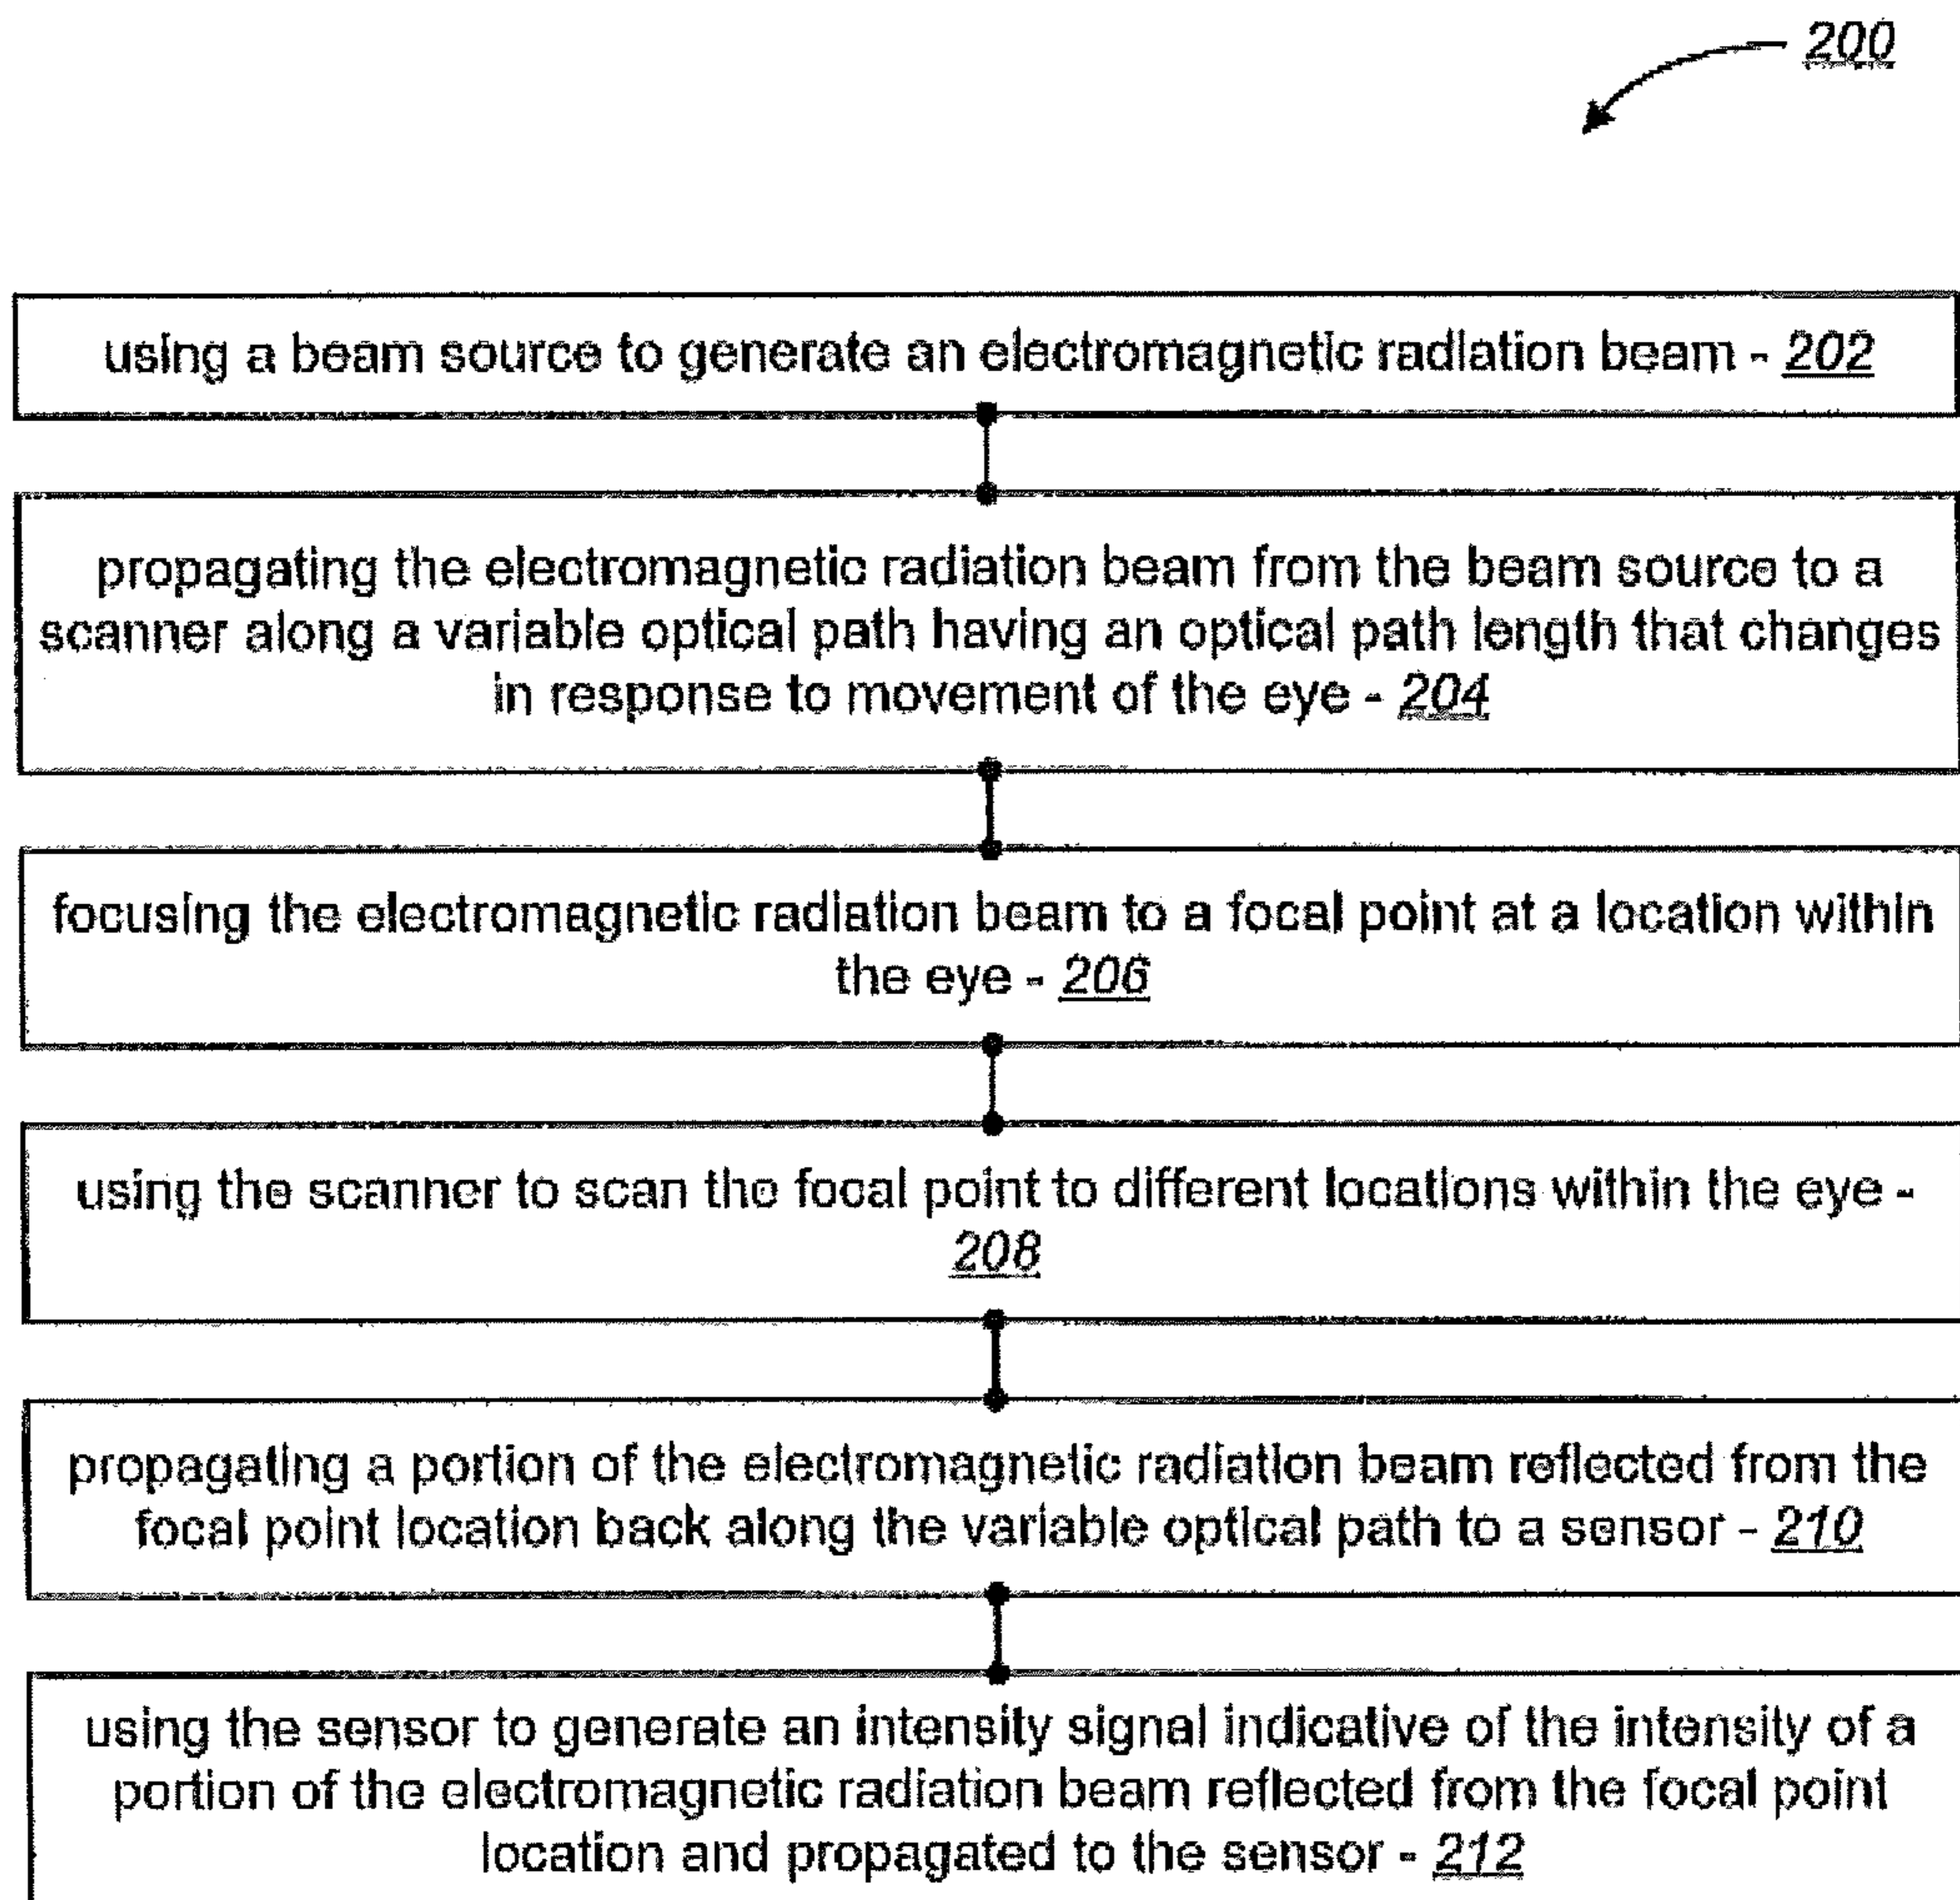 200
using a beam source to generate an electromagnetic radiation beam - 202
propagating the electromagnetic radiation beam from the beam source to a
scanner along a variable optical path having an optical path length that changes
in response to movement of the eye - 204
focusing the electromagnetic radiation beam to a focal point at a location within
the eye - 206
using the scanner to scan the focal point to different locations within the eye -
208
propagating a portion of the electromagnetic radiation beam reflected from the
focal point location back along the variable optical path to a sensor - 210
using the sensor to generate an intensity signal indicative of the intensity of a
portion of the electromagnetic radiation beam reflected from the focal point
location and propagated to the sensor - 212